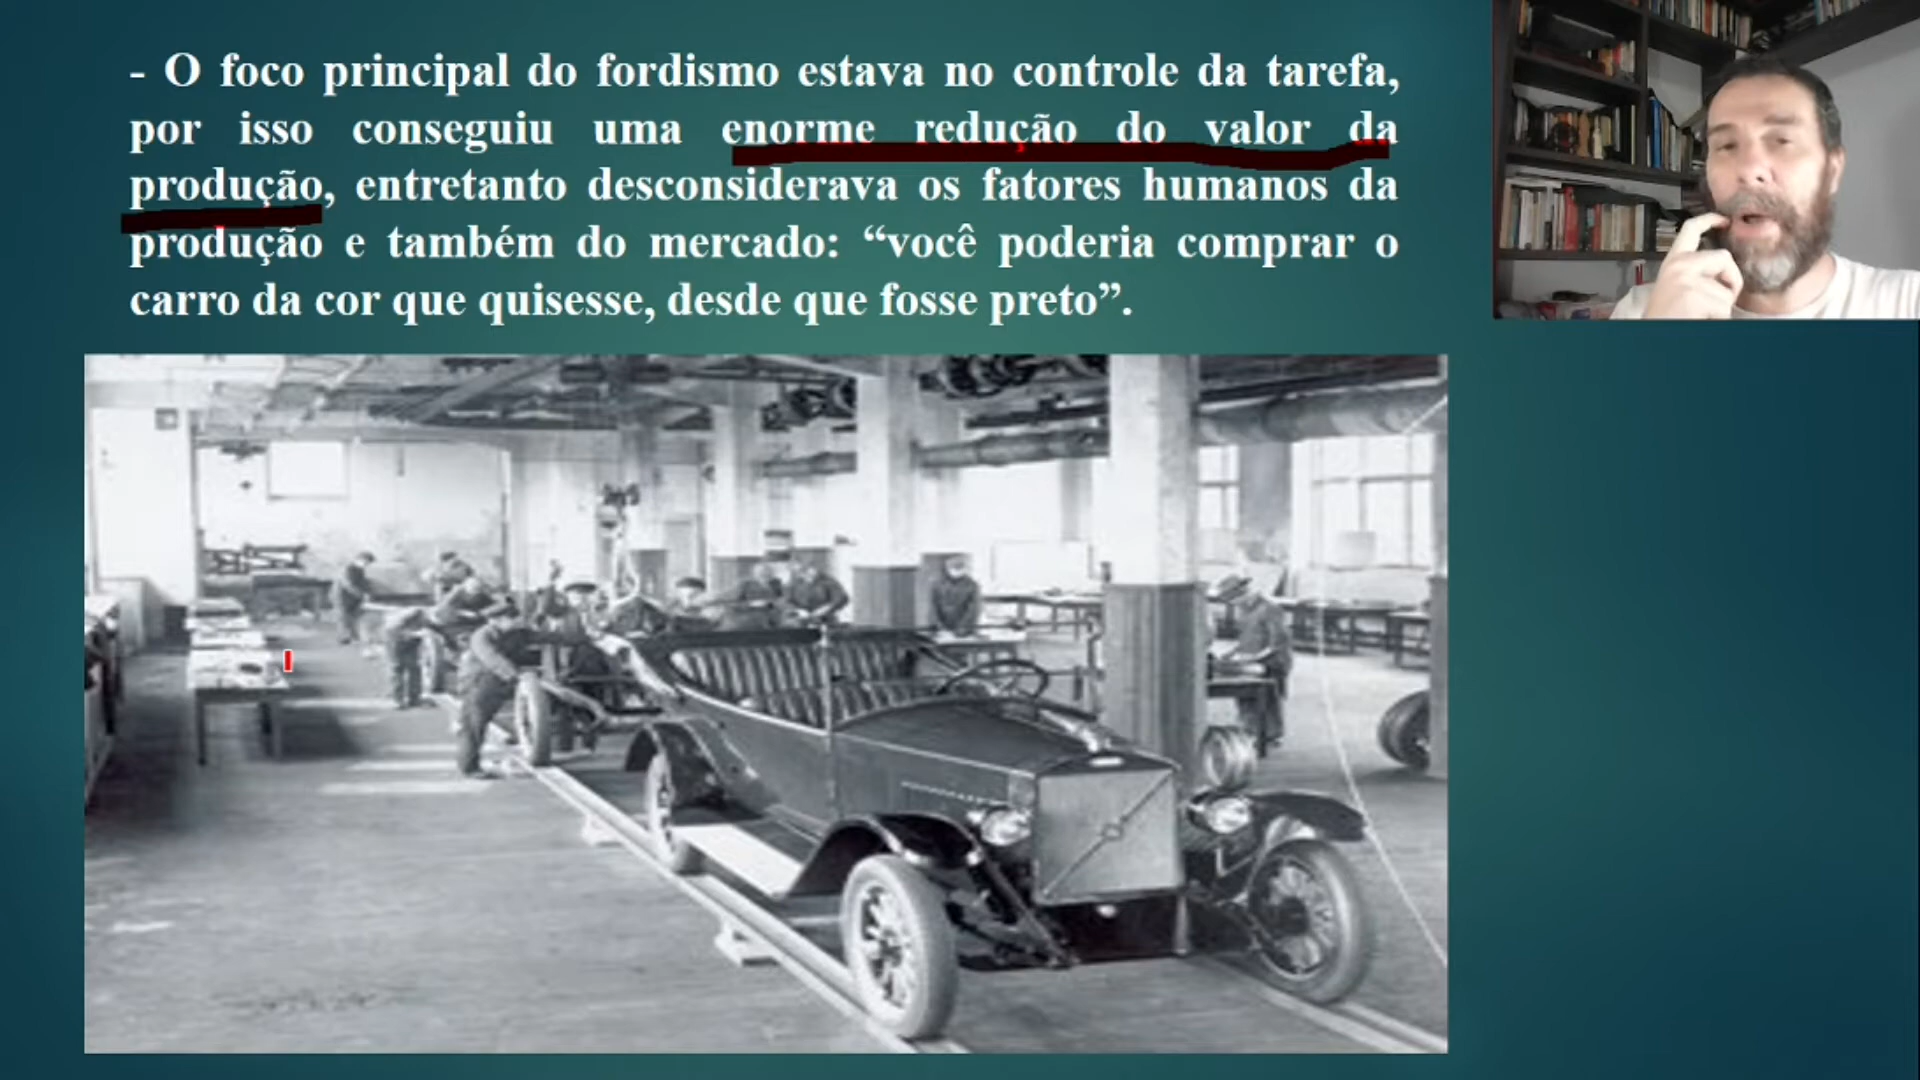 - O foco principal do fordismo estava no controle da tarefa,
por isso conseguiu uma enorme redução do valor da
produção, entretanto desconsiderava os fatores humanos da
produção e também do mercado: “você poderia comprar o
carro da cor que quisesse, desde que fosse preto”.